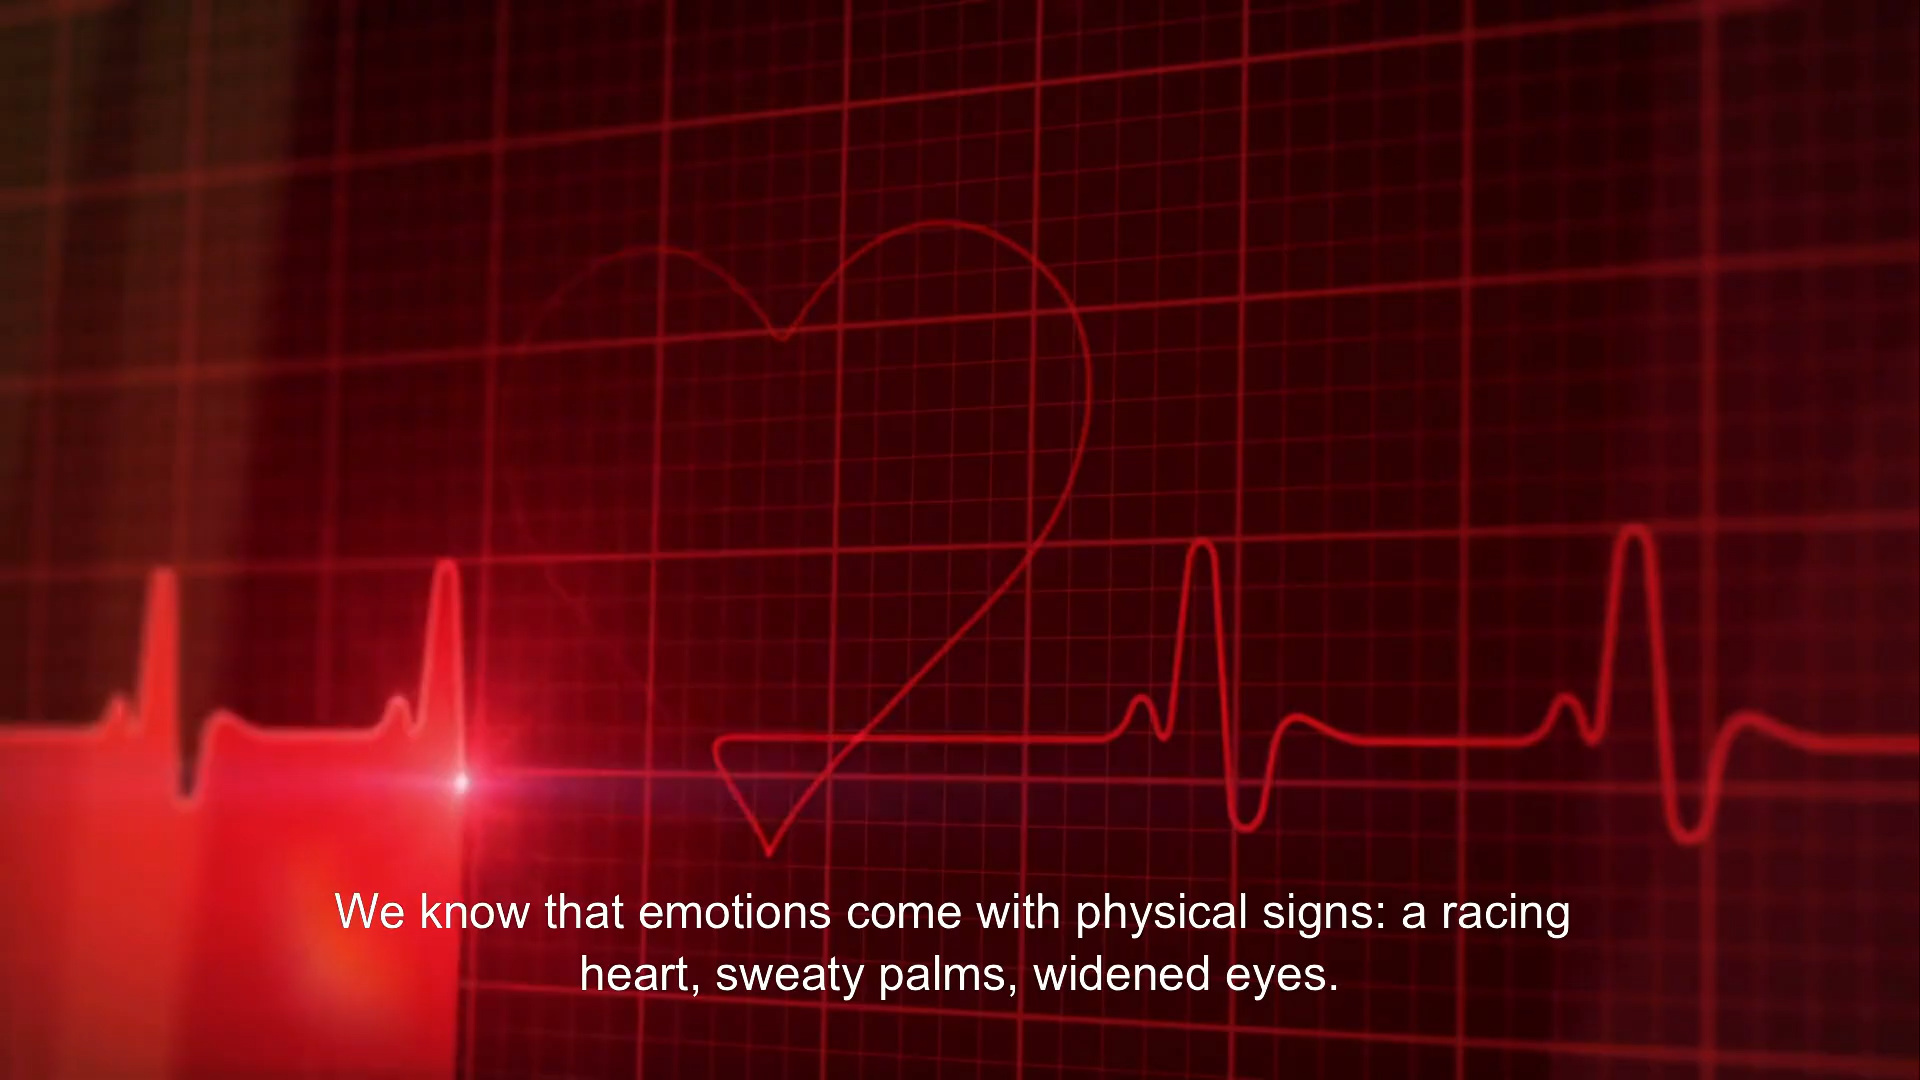 We know that emotions come with physical signs: a racing
heart, sweaty palms, widened eyes.